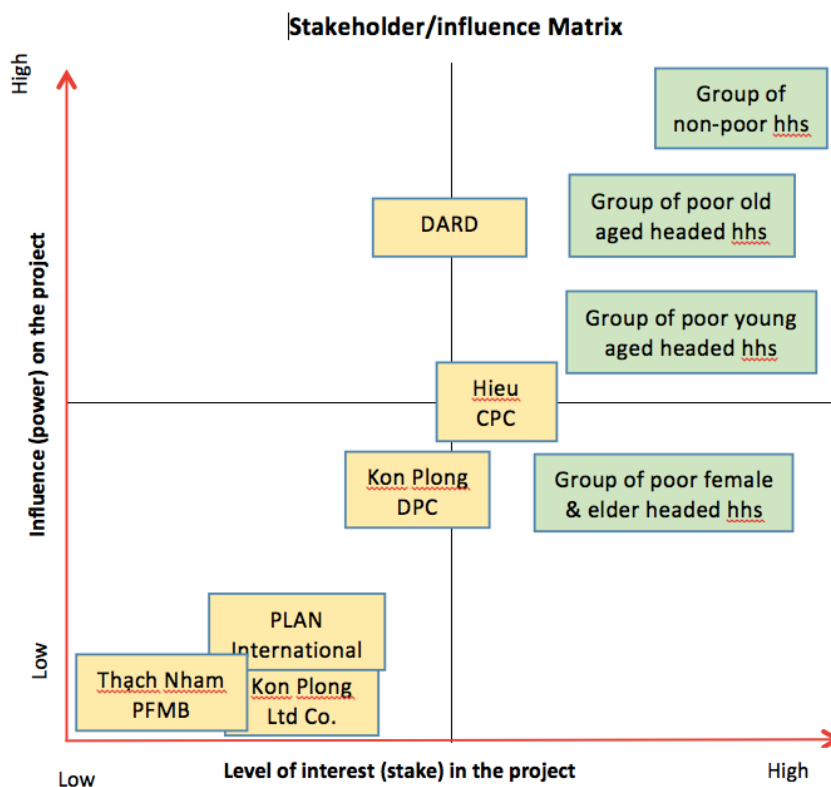 Stakeholder/influence Matrix
High
Group of
non-poor hhs
Group of poor old
aged headed hhs
DARD
Group of poor young
aged headed hhs
Hieu
CPC
Influence (power) on the project
Kon Plong
DPC
Group of poor female
& elder headed hhs
PLAN
International
Low
Thạch Nham
PFMB
Kon Plong
Ltd Co.
Low
Level of interest (stake) in the project
High